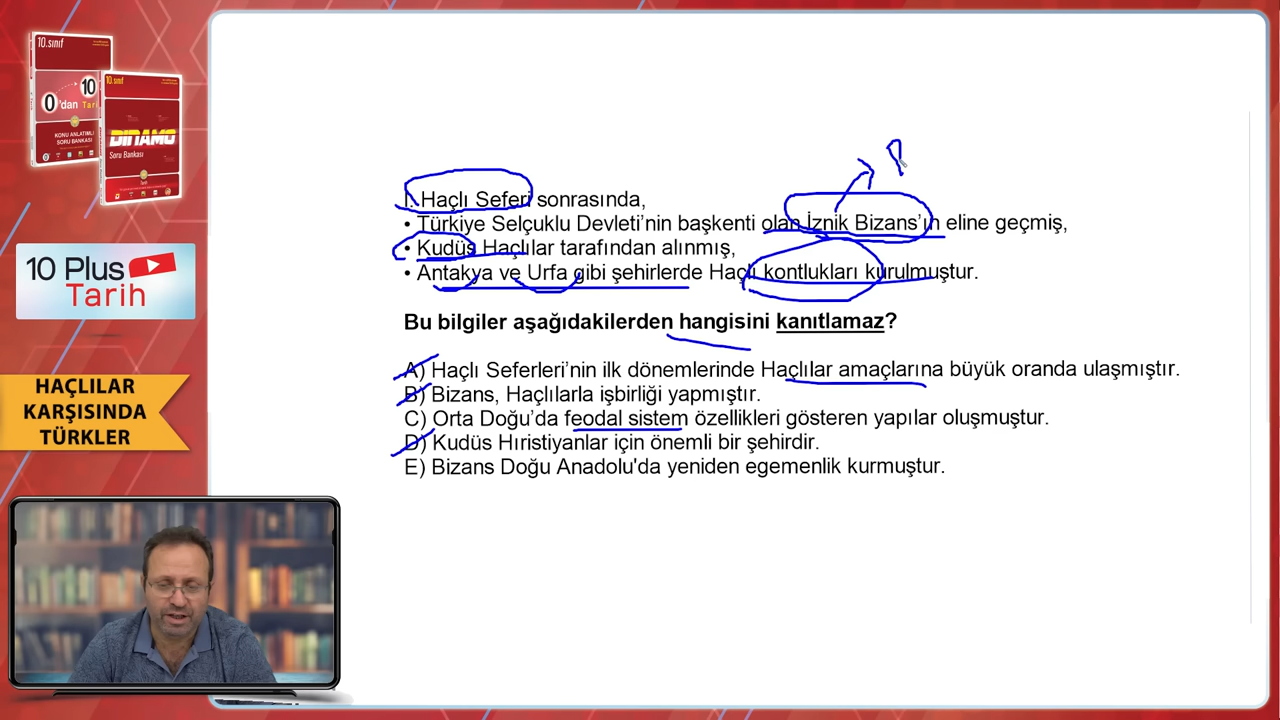 10.sınıf
0'dan 10
Tari
KONU ANLATIMLI
SORU BANKASI
10.sınıf
DINAMO
Soru Bankası
Tarih
10 Plus
Tarih
HAÇLILAR
KARŞISINDA
TÜRKLER
I. Haçlı Seferi sonrasında,
• Türkiye Selçuklu Devleti’nin başkenti olan İznik Bizans’ın eline geçmiş,
• Kudüs Haçlılar tarafından alınmış,
• Antakya ve Urfa gibi şehirlerde Haçlı kontlukları kurulmuştur.
Bu bilgiler aşağıdakilerden hangisini kanıtlamaz?
A) Haçlı Seferleri’nin ilk dönemlerinde Haçlılar amaçlarına büyük oranda ulaşmıştır.
B) Bizans, Haçlılarla işbirliği yapmıştır.
C) Orta Doğu’da feodal sistem özellikleri gösteren yapılar oluşmuştur.
D) Kudüs Hıristiyanlar için önemli bir şehirdir.
E) Bizans Doğu Anadolu'da yeniden egemenlik kurmuştur.